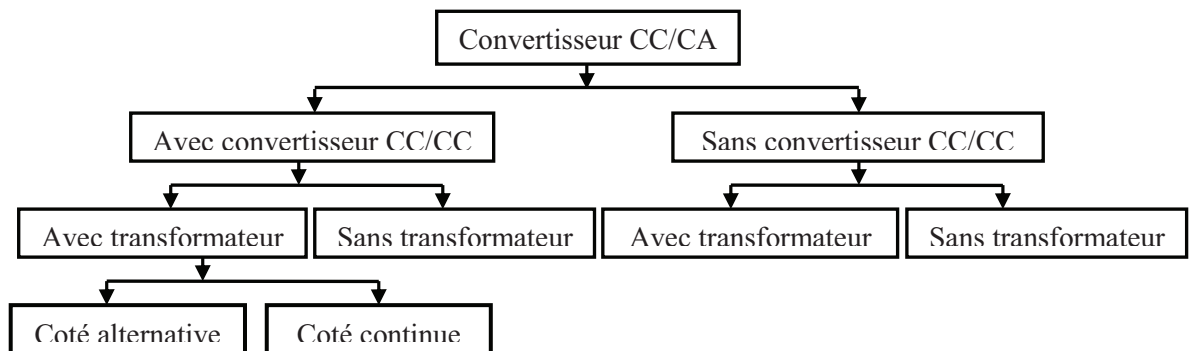 Convertisseur CC/CA
Avec convertisseur CC/CC
Sans convertisseur CC/CC
Avec transformateur
Sans transformateur
Avec transformateur
Sans transformateur
Coté alternative
Coté continue